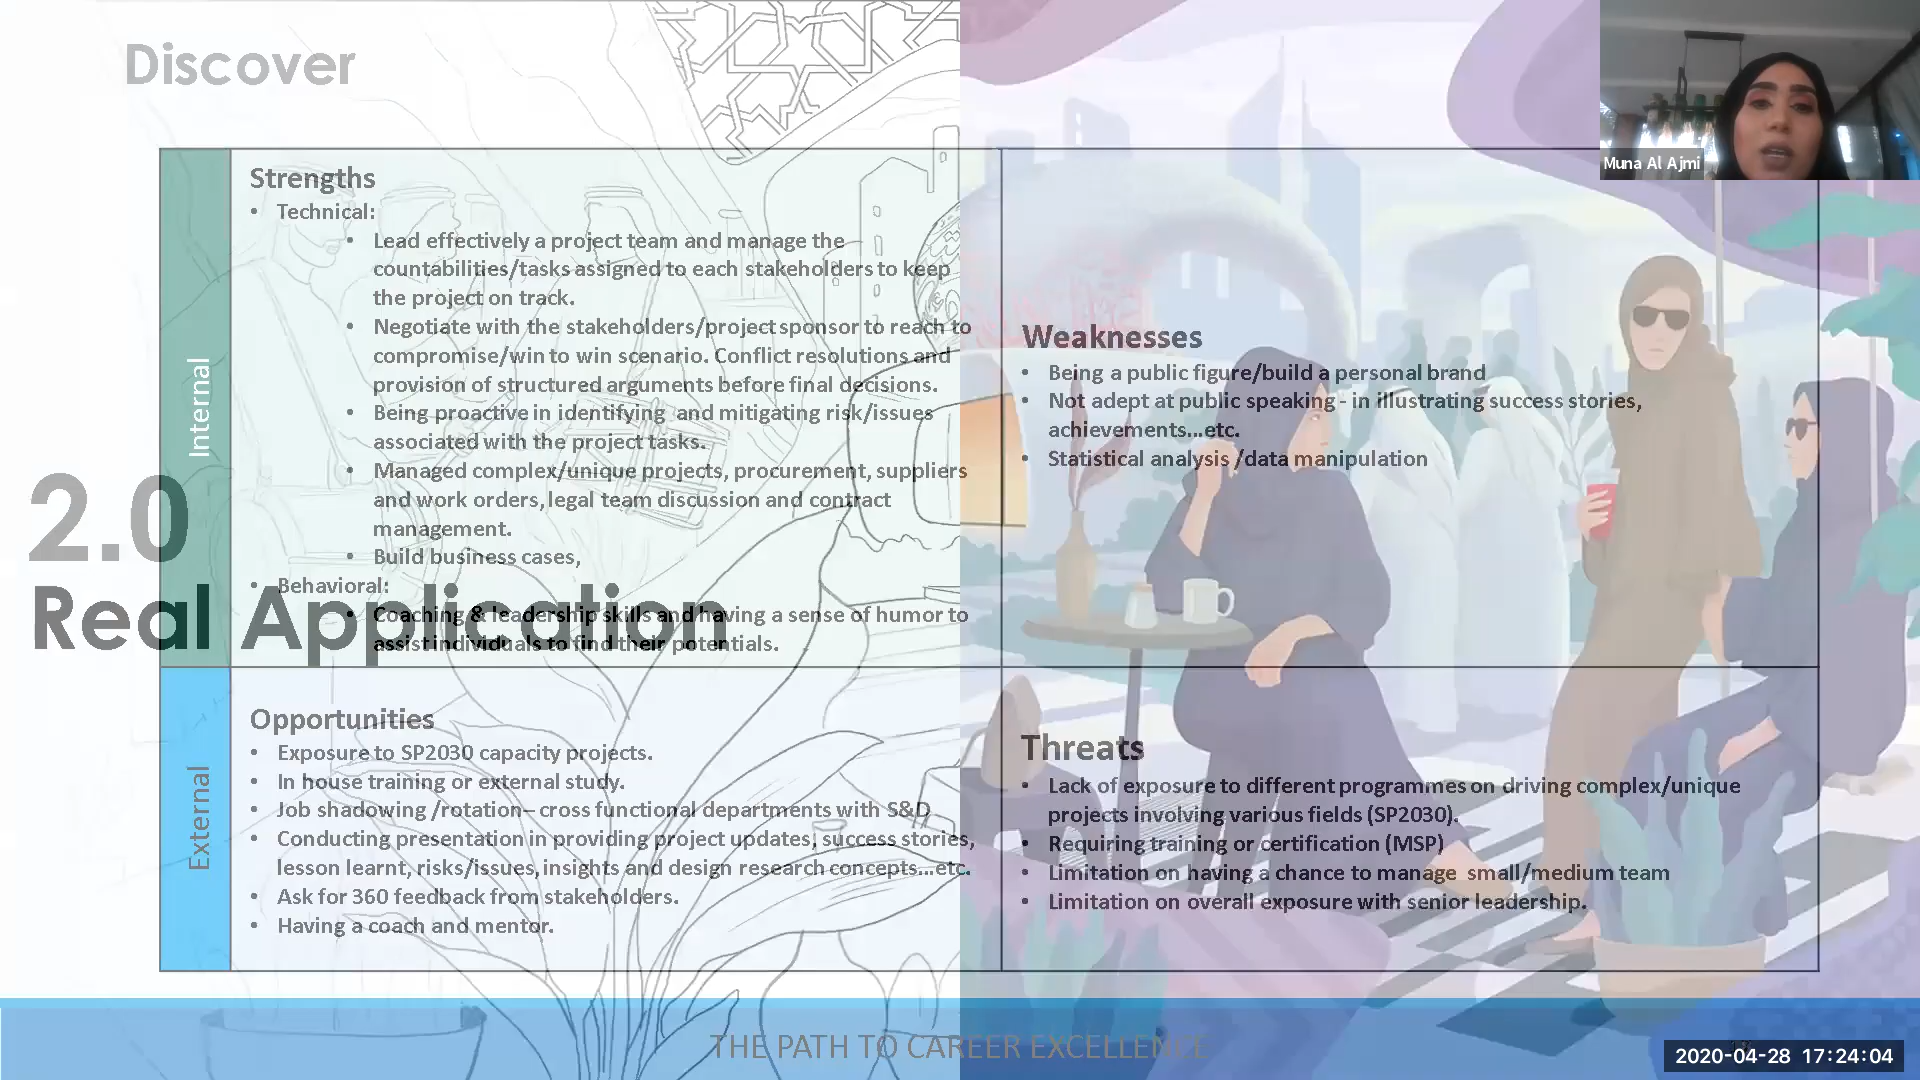 Discover
Muna Al Ajmi
Internal
Strengths
• Technical:
• Lead effectively a project team and manage the
countabilities/tasks assigned to each stakeholders to keep
the project on track.
• Negotiate with the stakeholders/project sponsor to reach to
compromise/win to win scenario. Conflict resolutions and
provision of structured arguments before final decisions.
• Being proactive in identifying and mitigating risk/issues
associated with the project tasks.
• Managed complex/unique projects, procurement, suppliers
and work orders, legal team discussion and contract
management.
• Build business cases,
• Behavioral:
• Coaching & leadership skills and having a sense of humor to
assist individuals to find their potentials.
Weaknesses
• Being a public figure/build a personal brand
• Not adept at public speaking - in illustrating success stories,
achievements...etc.
• Statistical analysis /data manipulation
2.0
Real Application
External
Opportunities
• Exposure to SP2030 capacity projects.
• In house training or external study.
• Job shadowing /rotation– cross functional departments with S&D
• Conducting presentation in providing project updates, success stories,
lesson learnt, risks/issues, insights and design research concepts...etc.
• Ask for 360 feedback from stakeholders.
• Having a coach and mentor.
Threats
• Lack of exposure to different programmes on driving complex/unique
projects involving various fields (SP2030).
• Requiring training or certification (MSP)
• Limitation on having a chance to manage small/medium team
• Limitation on overall exposure with senior leadership.
THE PATH TO CAREER EXCELLENCE
2020-04-28 17:24:04